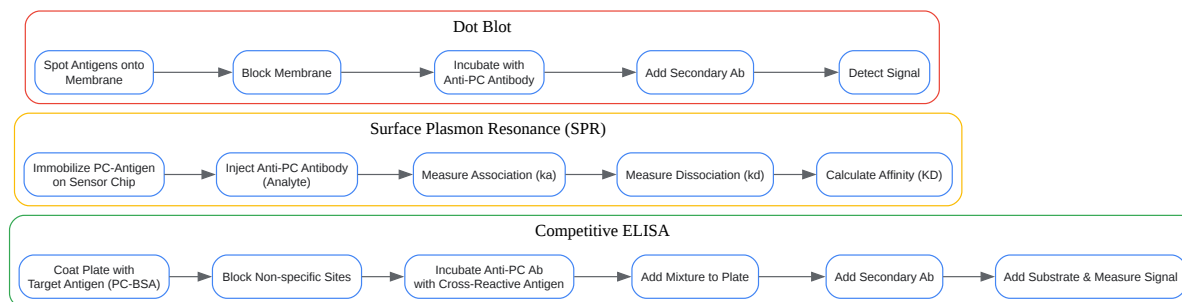 Dot Blot
Spot Antigens onto
Membrane
Block Membrane
Incubate with
Anti-PC Antibody
Add Secondary Ab
Detect Signal
Surface Plasmon Resonance (SPR)
Immobilize PC-Antigen
on Sensor Chip
Inject Anti-PC Antibody
(Analyte)
Measure Association (ka)
Measure Dissociation (kd)
Calculate Affinity (KD)
Competitive ELISA
Coat Plate with
Target Antigen (PC-BSA)
Block Non-specific Sites
Incubate Anti-PC Ab
with Cross-Reactive Antigen
Add Mixture to Plate
Add Secondary Ab
Add Substrate & Measure Signal